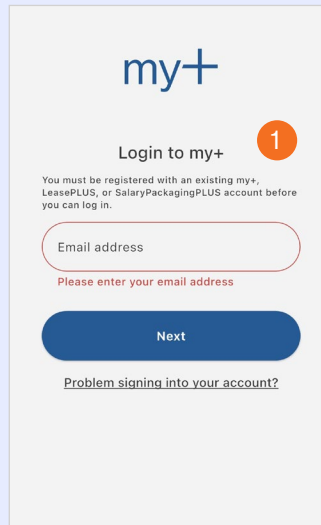 my+
1
Login to my+
You must be registered with an existing my+,
LeasePLUS, or SalaryPackagingPLUS account before
you can log in.
Email address
Please enter your email address
Next
Problem signing into your account?